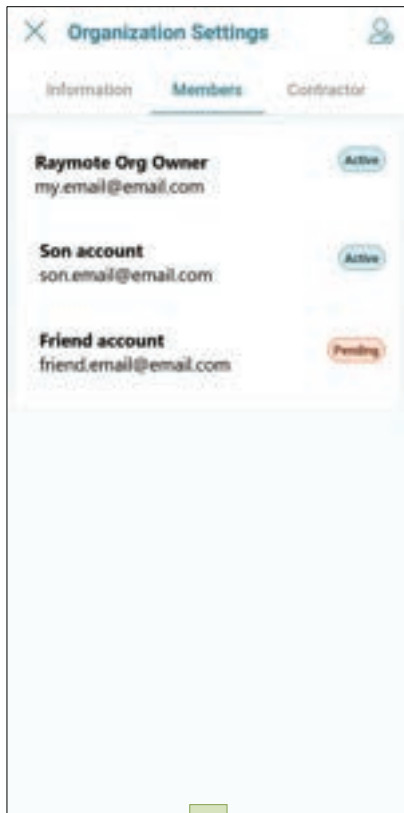 Organization Settings
Information Members Contractor
Raymote Org Owner Active
my.email@email.com
Son account Active
son.email@email.com
Friend account Pending
friend.email@email.com